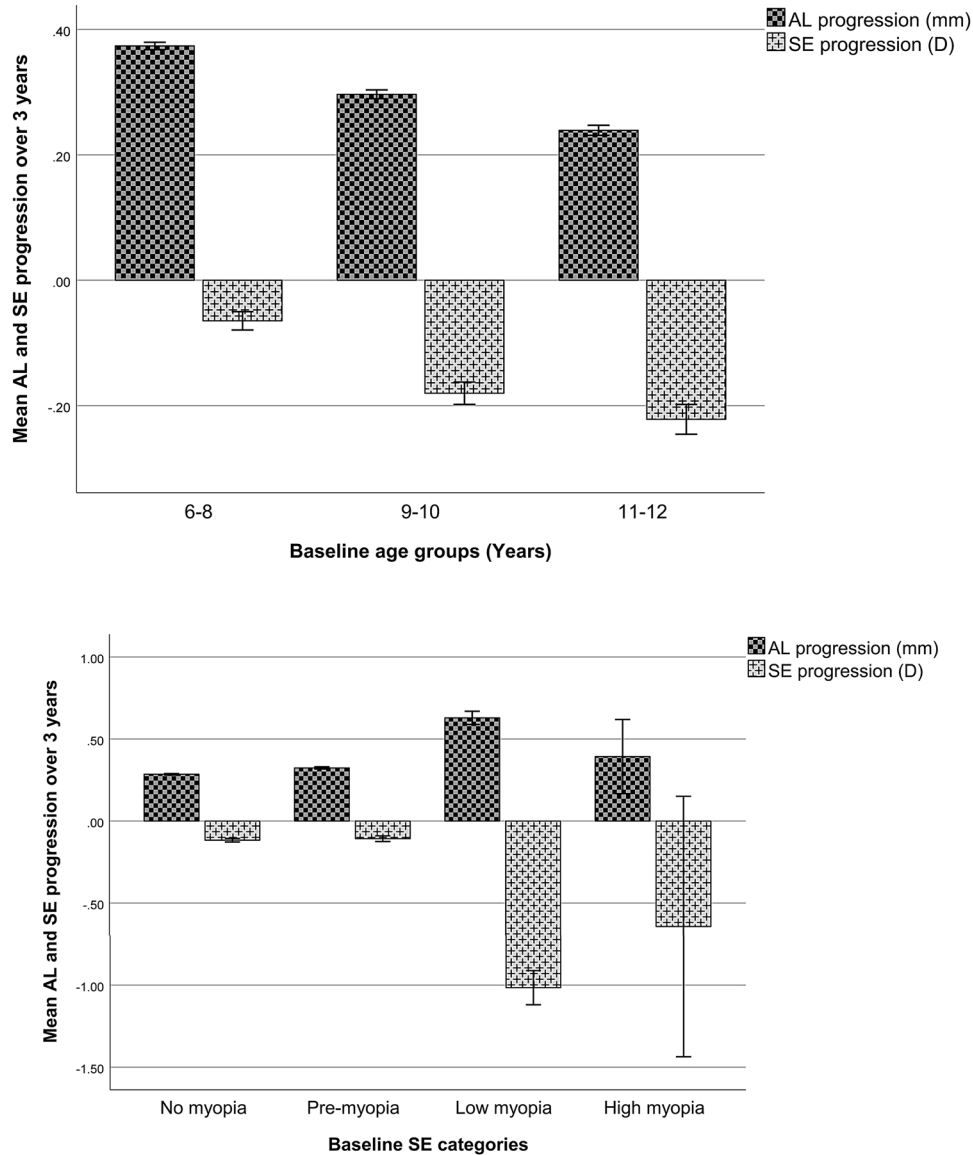 AL progression (mm)
SE progression (D)
Mean AL and SE progression over 3 years
.40
.20
.00
-.20
6-8
9-10
11-12
Baseline age groups (Years)
AL progression (mm)
SE progression (D)
Mean AL and SE progression over 3 years
1.00
.50
.00
-.50
-1.00
-1.50
No myopia
Pre-myopia
Low myopia
High myopia
Baseline SE categories